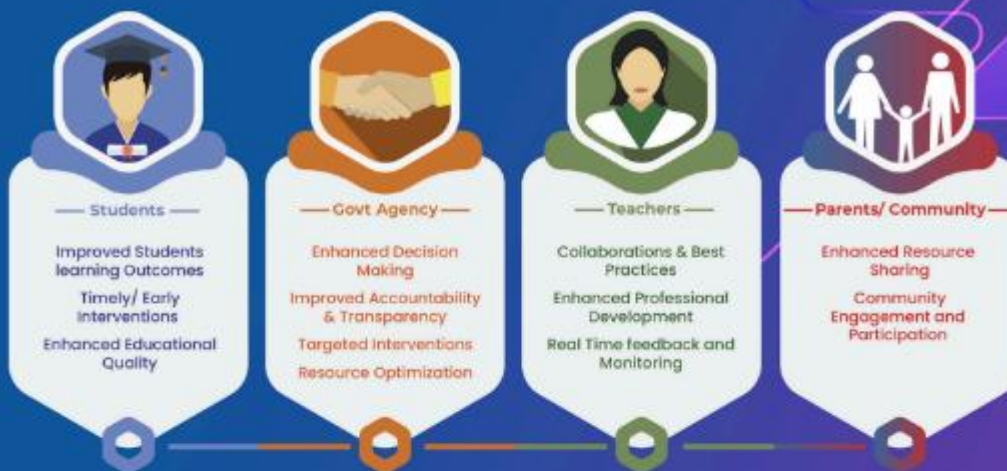 Students
Improved Students
learning Outcomes
Timely/ Early
Interventions
Enhanced Educational
Quality
Govt Agency
Enhanced Decision
Making
Improved Accountability
& Transparency
Targeted Interventions
Resource Optimization
Teachers
Collaborations & Best
Practices
Enhanced Professional
Development
Real Time feedback and
Monitoring
Parents/ Community
Enhanced Resource
Sharing
Community
Engagement and
Participation